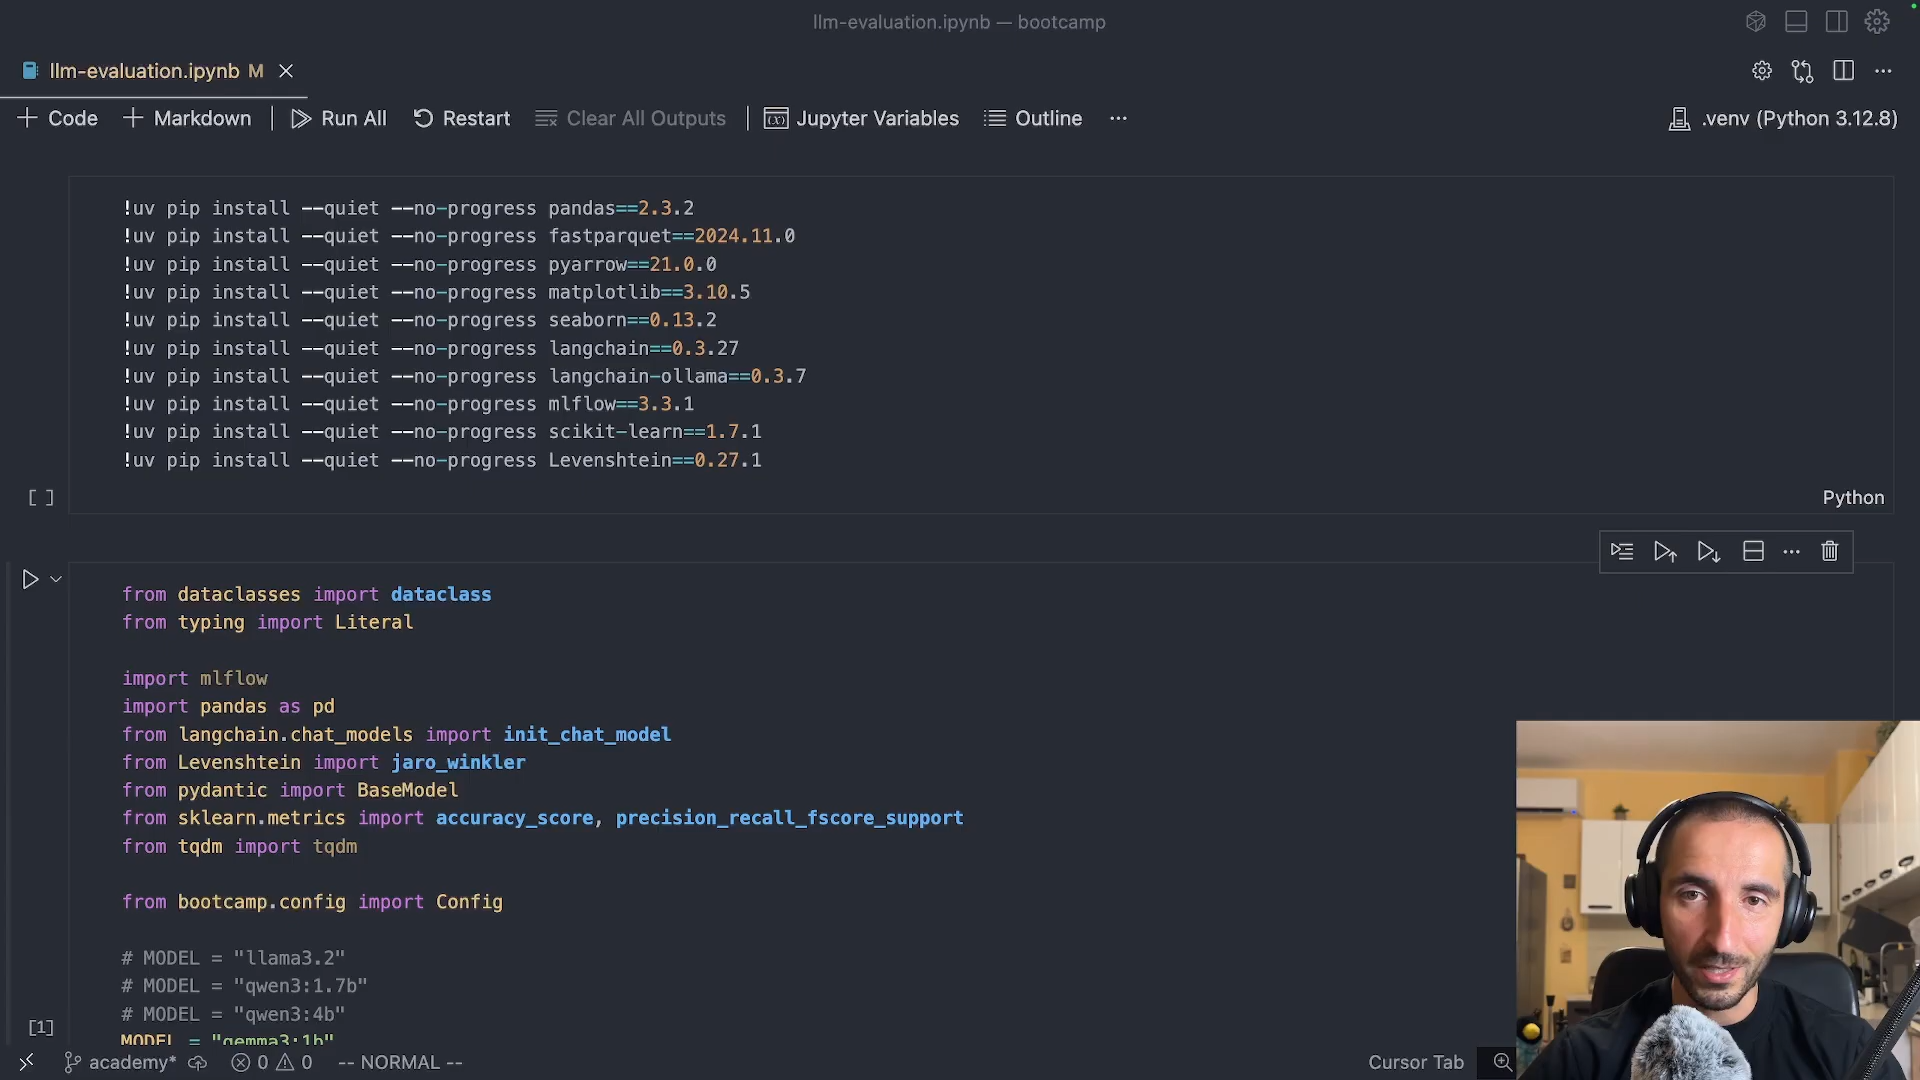 llm-evaluation.ipynb — bootcamp
llm-evaluation.ipynb M
Code Markdown Run All Restart Clear All Outputs Jupyter Variables Outline ... .venv (Python 3.12.8)
!uv pip install --quiet --no-progress pandas==2.3.2
!uv pip install --quiet --no-progress fastparquet==2024.11.0
!uv pip install --quiet --no-progress pyarrow==21.0.0
!uv pip install --quiet --no-progress matplotlib==3.10.5
!uv pip install --quiet --no-progress seaborn==0.13.2
!uv pip install --quiet --no-progress langchain==0.3.27
!uv pip install --quiet --no-progress langchain-ollama==0.3.7
!uv pip install --quiet --no-progress mlflow==3.3.1
!uv pip install --quiet --no-progress scikit-learn==1.7.1
!uv pip install --quiet --no-progress Levenshtein==0.27.1
[ ] Python
from dataclasses import dataclass
from typing import Literal
import mlflow
import pandas as pd
from langchain.chat_models import init_chat_model
from Levenshtein import jaro_winkler
from pydantic import BaseModel
from sklearn.metrics import accuracy_score, precision_recall_fscore_support
from tqdm import tqdm
from bootcamp.config import Config
# MODEL = "llama3.2"
# MODEL = "qwen3:1.7b"
# MODEL = "qwen3:4b"
[1]
MODEL = "gemma3:1b"
academy* 0 0 -- NORMAL -- Cursor Tab